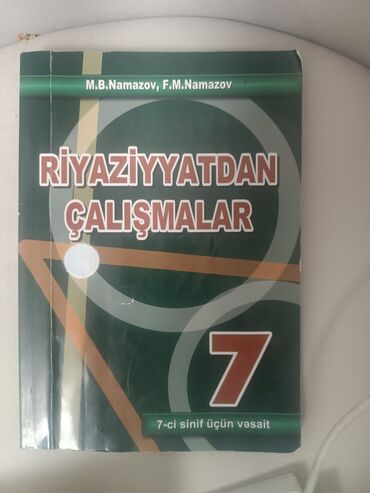 M.B.Namazov, F.M.Namazov
RİYAZİYYATDAN
ÇALIŞMALAR
7
7-ci sinif üçün vəsait